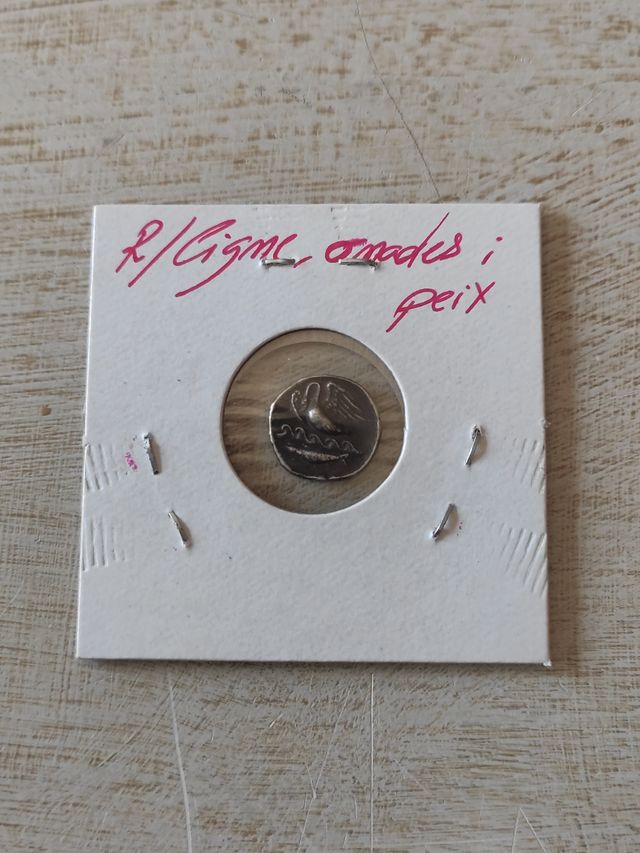 R/Cigne, onades i
peix